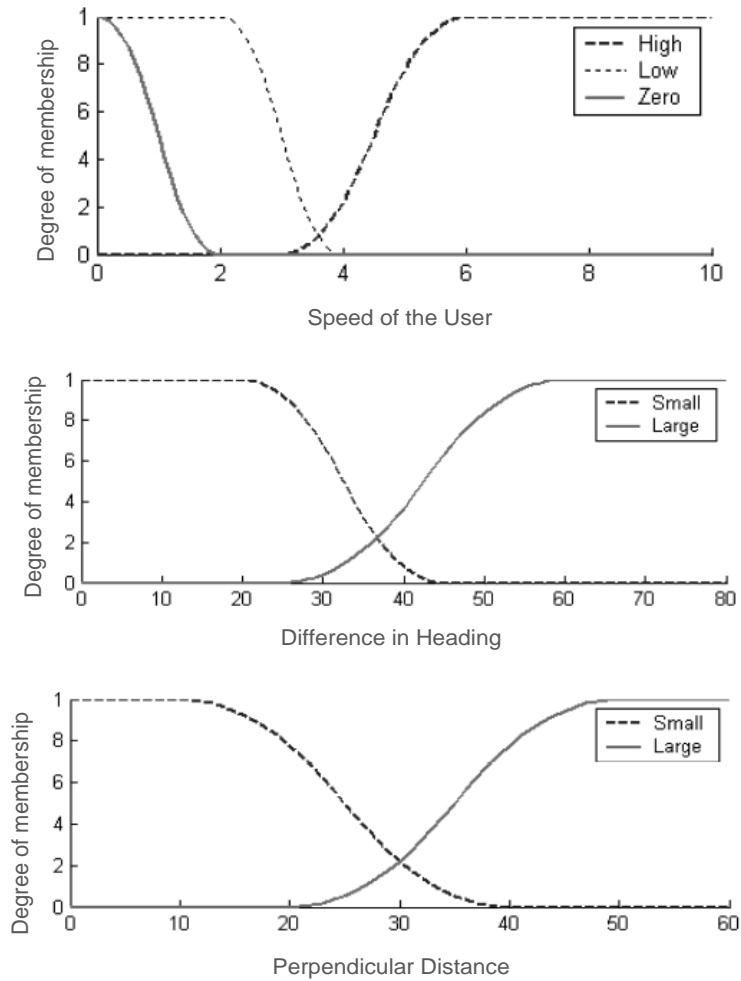 Degree of membership
1
8
6
4
2
0
0 2 4 6 8 10
High
Low
Zero
Speed of the User
Degree of membership
1
8
6
4
2
0
0 10 20 30 40 50 60 70 80
Small
Large
Difference in Heading
Degree of membership
1
8
6
4
2
0
0 10 20 30 40 50 60
Small
Large
Perpendicular Distance